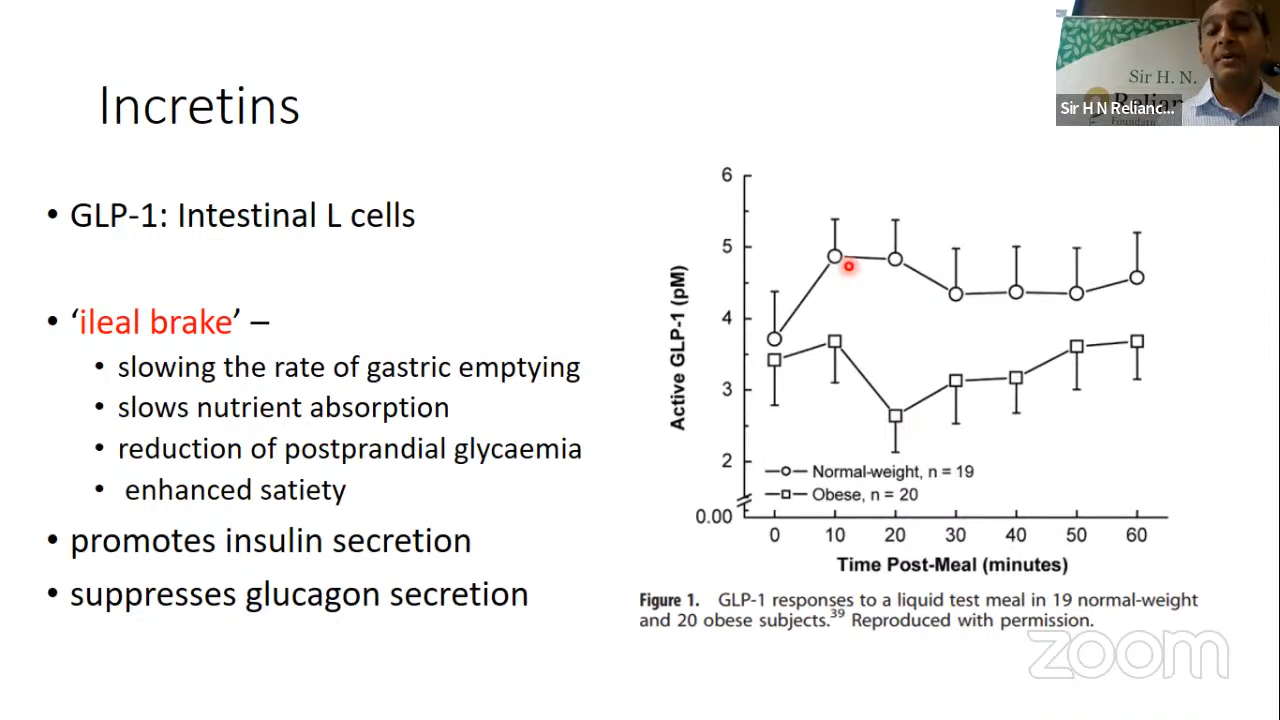 Incretins
• GLP-1: Intestinal L cells
• ‘ileal brake’ –
• slowing the rate of gastric emptying
• slows nutrient absorption
• reduction of postprandial glycaemia
• enhanced satiety
• promotes insulin secretion
• suppresses glucagon secretion
Sir H. N.
Sir H N Relianc...
6
5
4
3
2
0.00
Active GLP-1 (pM)
Normal-weight, n = 19
Obese, n = 20
0 10 20 30 40 50 60
Time Post-Meal (minutes)
Figure 1. GLP-1 responses to a liquid test meal in 19 normal-weight
and 20 obese subjects.39 Reproduced with permission.
zoom